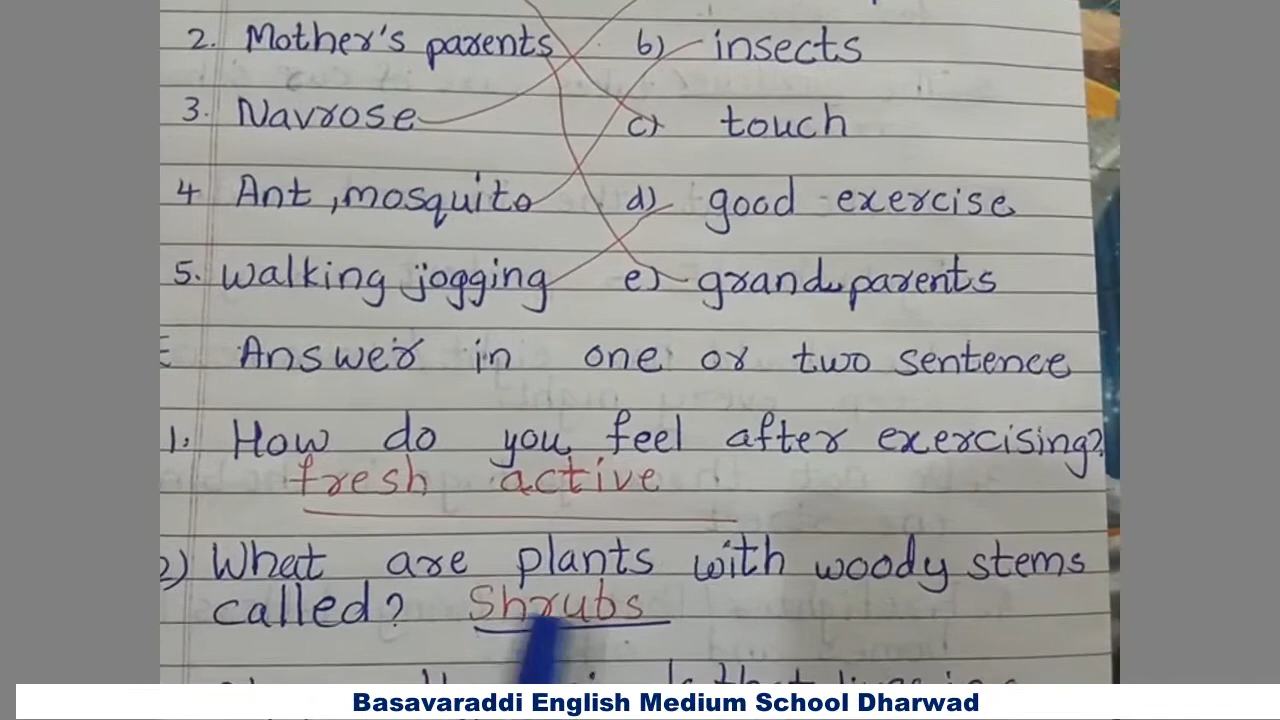 2. Mother's parents b) insects
3. Navrose c) touch
4 Ant, mosquito d) good exercise
5. Walking jogging e) grandparents
Answer in one or two sentence
1. How do you feel after exercising?
fresh active
2) What are plants with woody stems
called? Shrubs
Basavaraddi English Medium School Dharwad